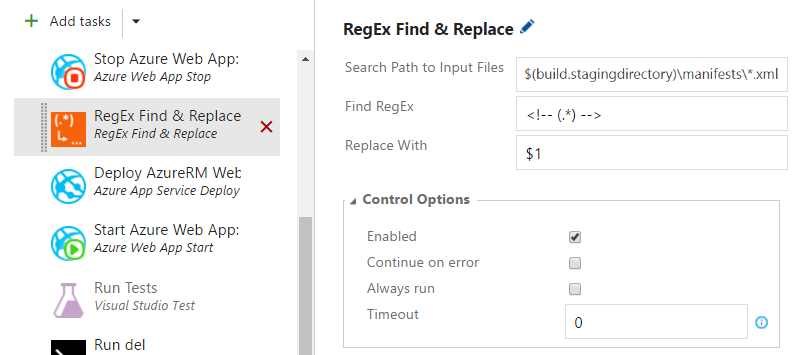 Add tasks
Stop Azure Web App:
Azure Web App Stop
(.*)
...
RegEx Find & Replace
RegEx Find & Replace
Deploy AzureRM Web
Azure App Service Deploy
Start Azure Web App:
Azure Web App Start
Run Tests
Visual Studio Test
Run del
RegEx Find & Replace
Search Path to Input Files
$(build.stagingdirectory)\manifests\*.xml
Find RegEx
<!-- (.*) -->
Replace With
$1
Control Options
Enabled
Continue on error
Always run
Timeout
0